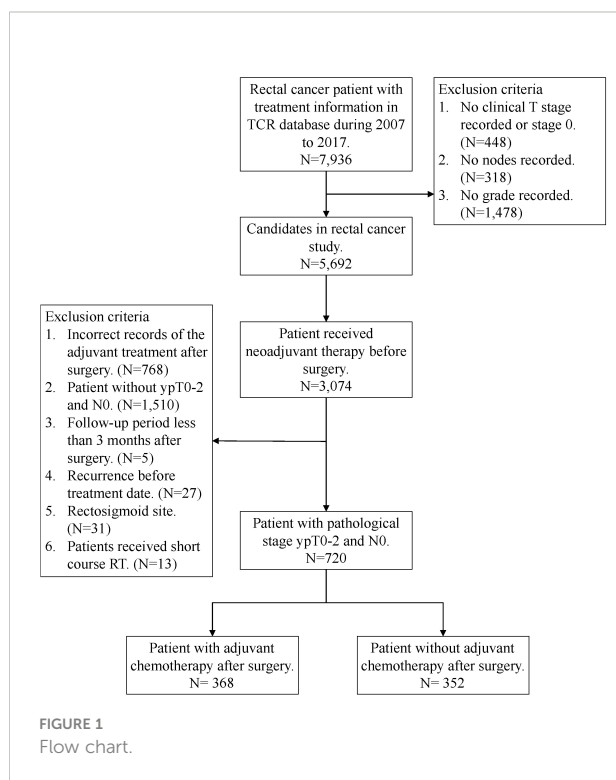 Rectal cancer patient with
treatment information in
TCR database during 2007
to 2017.
N=7,936
Exclusion criteria
1. No clinical T stage
recorded or stage 0.
(N=448)
2. No nodes recorded.
(N=318)
3. No grade recorded.
(N=1,478)
Candidates in rectal cancer
study.
N=5,692
Patient received
neoadjuvant therapy before
surgery.
N=3,074
Exclusion criteria
1. Incorrect records of the
adjuvant treatment after
surgery. (N=768)
2. Patient without ypT0-2
and N0. (N=1,510)
3. Follow-up period less
than 3 months after
surgery. (N=5)
4. Recurrence before
treatment date. (N=27)
5. Rectosigmoid site.
(N=31)
6. Patients received short
course RT. (N=13)
Patient with pathological
stage ypT0-2 and N0.
N=720
Patient with adjuvant
chemotherapy after surgery.
N= 368
Patient without adjuvant
chemotherapy after surgery.
N= 352
FIGURE 1
Flow chart.